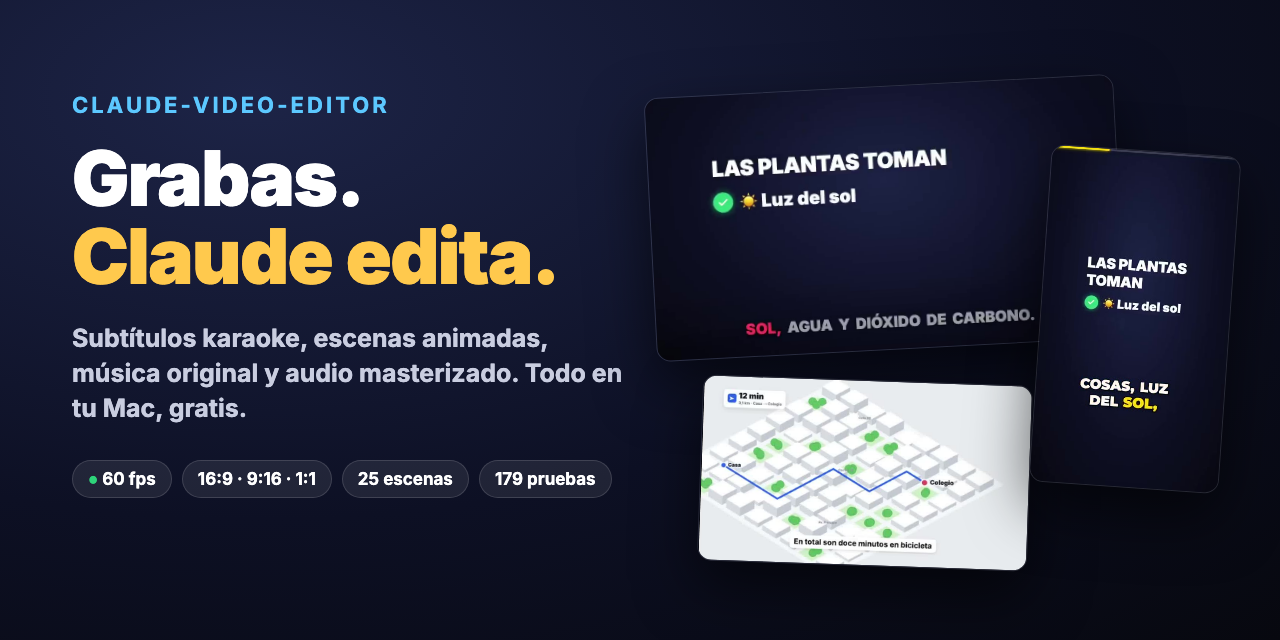 CLAUDE-VIDEO-EDITOR
Grabas.
Claude edita.
Subtítulos karaoke, escenas animadas,
música original y audio masterizado. Todo en
tu Mac, gratis.
60 fps
16:9 · 9:16 · 1:1
25 escenas
179 pruebas
LAS PLANTAS TOMAN
☀️ Luz del sol
SOL, AGUA Y DIÓXIDO DE CARBONO.
LAS PLANTAS
TOMAN
☀️ Luz del sol
COSAS, LUZ
DEL SOL,
12 min
Casa
Colegio
En total son doce minutos en bicicleta